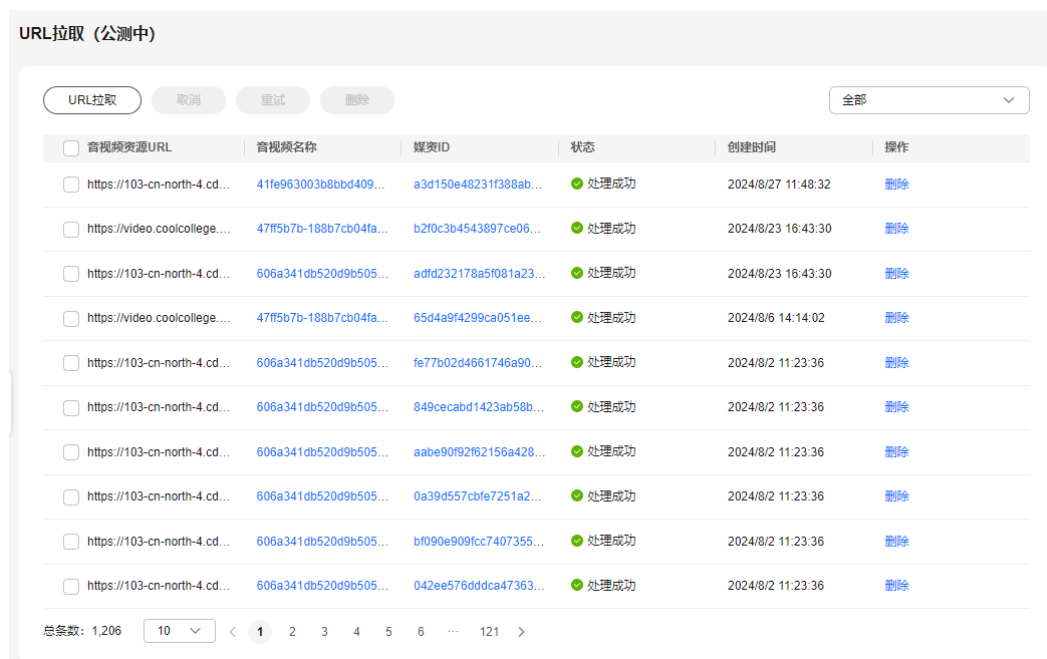 URL拉取（公测中）
URL拉取 取消 重试 删除 全部
音视频资源URL 音视频名称 媒资ID 状态 创建时间 操作
https://103-cn-north-4.cd... 41fe963003b8bbd409... a3d150e48231f388ab... 处理成功 2024/8/27 11:48:32 删除
https://video.coolcollege.... 47ff5b7b-188b7cb04fa... b2f0c3b4543897ce06... 处理成功 2024/8/23 16:43:30 删除
https://103-cn-north-4.cd... 606a341db520d9b505... adfd232178a5f081a23... 处理成功 2024/8/23 16:43:30 删除
https://video.coolcollege.... 47ff5b7b-188b7cb04fa... 65d4a9f4299ca051ee... 处理成功 2024/8/6 14:14:02 删除
https://103-cn-north-4.cd... 606a341db520d9b505... fe77b02d4661746a90... 处理成功 2024/8/2 11:23:36 删除
https://103-cn-north-4.cd... 606a341db520d9b505... 849cecabd1423ab58b... 处理成功 2024/8/2 11:23:36 删除
https://103-cn-north-4.cd... 606a341db520d9b505... aabe90f92f62156a428... 处理成功 2024/8/2 11:23:36 删除
https://103-cn-north-4.cd... 606a341db520d9b505... 0a39d557cbfe7251a2... 处理成功 2024/8/2 11:23:36 删除
https://103-cn-north-4.cd... 606a341db520d9b505... bf090e909fcc7407355... 处理成功 2024/8/2 11:23:36 删除
https://103-cn-north-4.cd... 606a341db520d9b505... 042ee576dddca47363... 处理成功 2024/8/2 11:23:36 删除
总条数：1,206 10 < 1 2 3 4 5 6 ... 121 >